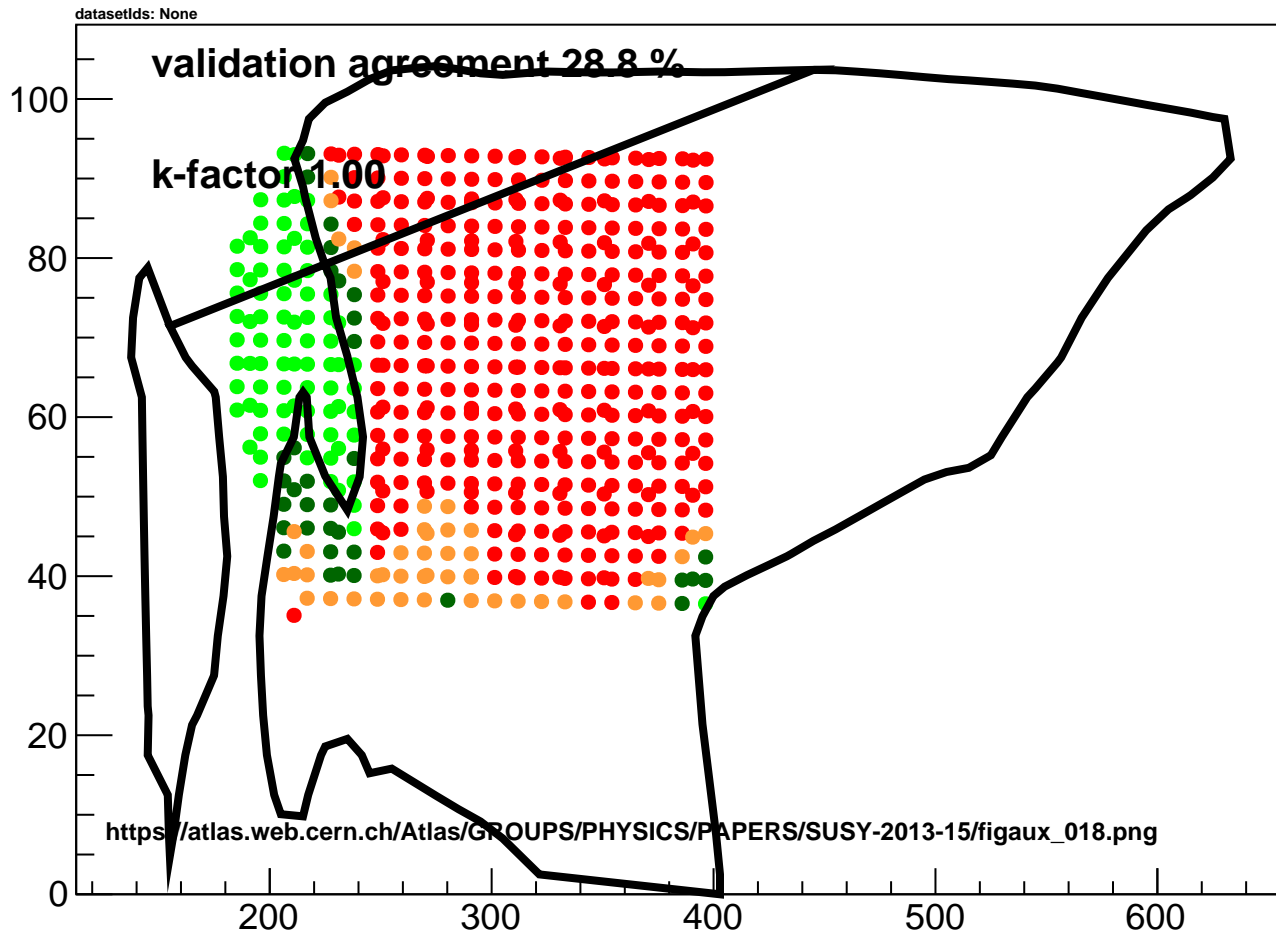 datasetIds: None
validation agreement 28.8 %
k-factor 1.00
100
80
60
40
20
0
https://atlas.web.cern.ch/Atlas/GROUPS/PHYSICS/PAPERS/SUSY-2013-15/figaux_018.png
200 300 400 500 600